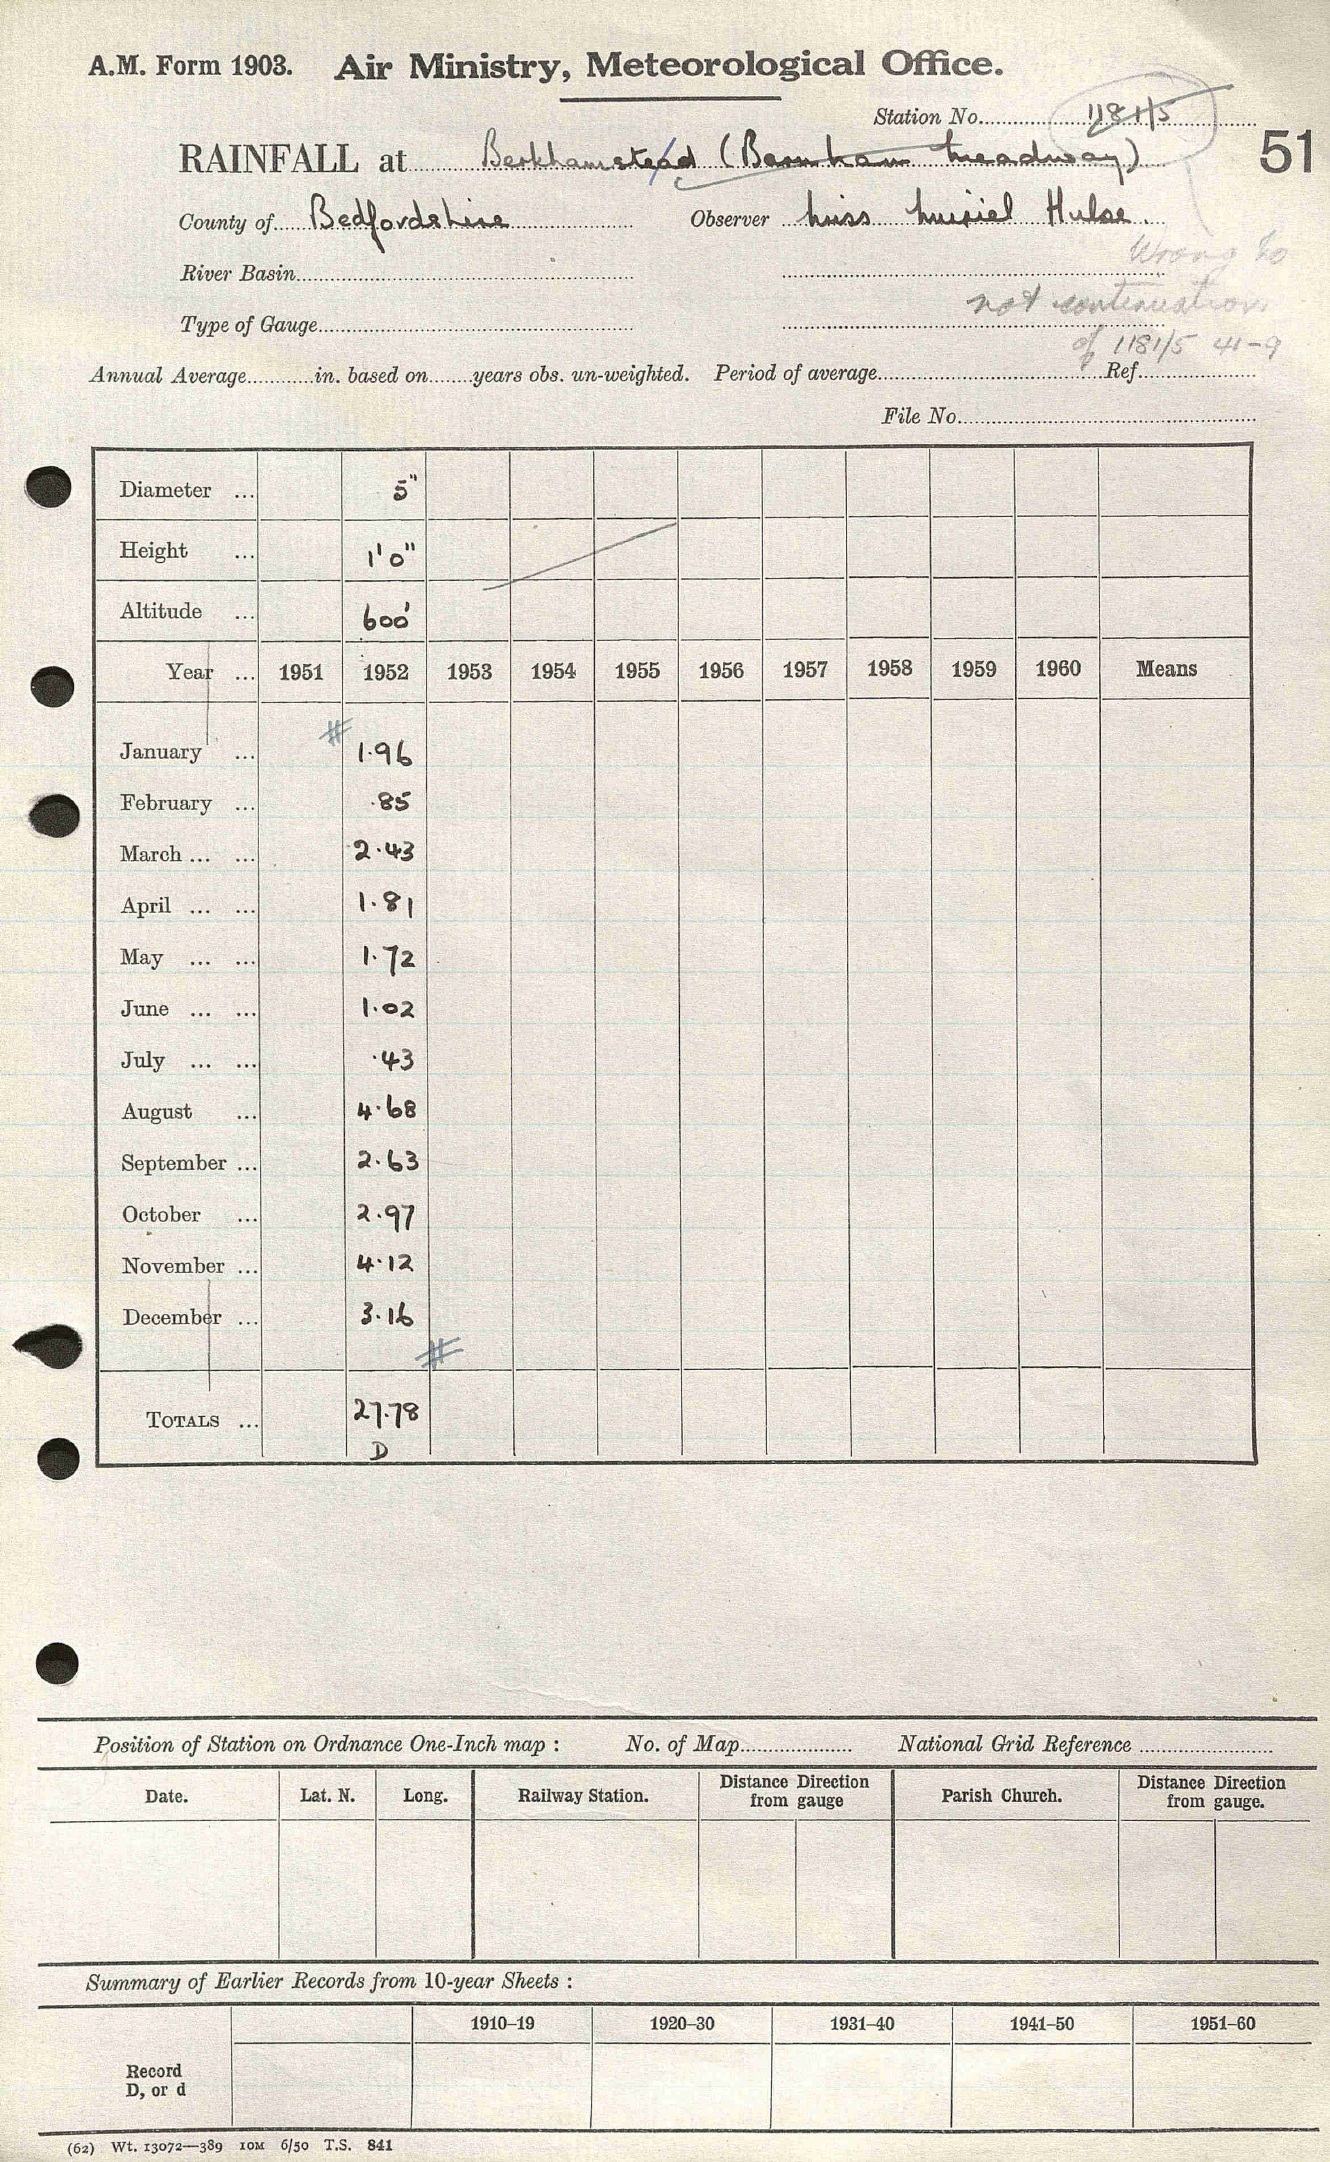 A.M. Form 1903. Air Ministry, Meteorological Office.
Station No. 1181/5
51
RAINFALL at Berkhamstead (Barnham Meadway)
County of Bedfordshire Observer Miss Muriel Hulse.
River Basin
Wrong No
not continuation
Type of Gauge
of 1181/5 41-9
Annual Average in. based on years obs. un-weighted. Period of average Ref.
File No.
Diameter ... 5"
Height ... 1'0"
Altitude ... 600'
Year ... 1951 1952 1953 1954 1955 1956 1957 1958 1959 1960 Means
#
January ... 1.96
February ... .85
March ... ... 2.43
April ... ... 1.81
May ... ... 1.72
June ... ... 1.02
July ... ... .43
August ... 4.68
September ... 2.63
October ... 2.97
November ... 4.12
December ... 3.16
#
TOTALS ... 27.78
D
Position of Station on Ordnance One-Inch map : No. of Map National Grid Reference
Date. Lat. N. Long. Railway Station. Distance Direction from gauge Parish Church. Distance Direction from gauge.
Summary of Earlier Records from 10-year Sheets :
1910–19 1920–30 1931–40 1941–50 1951–60
Record
D, or d
(62) Wt. 13072—389 10M 6/50 T.S. 841